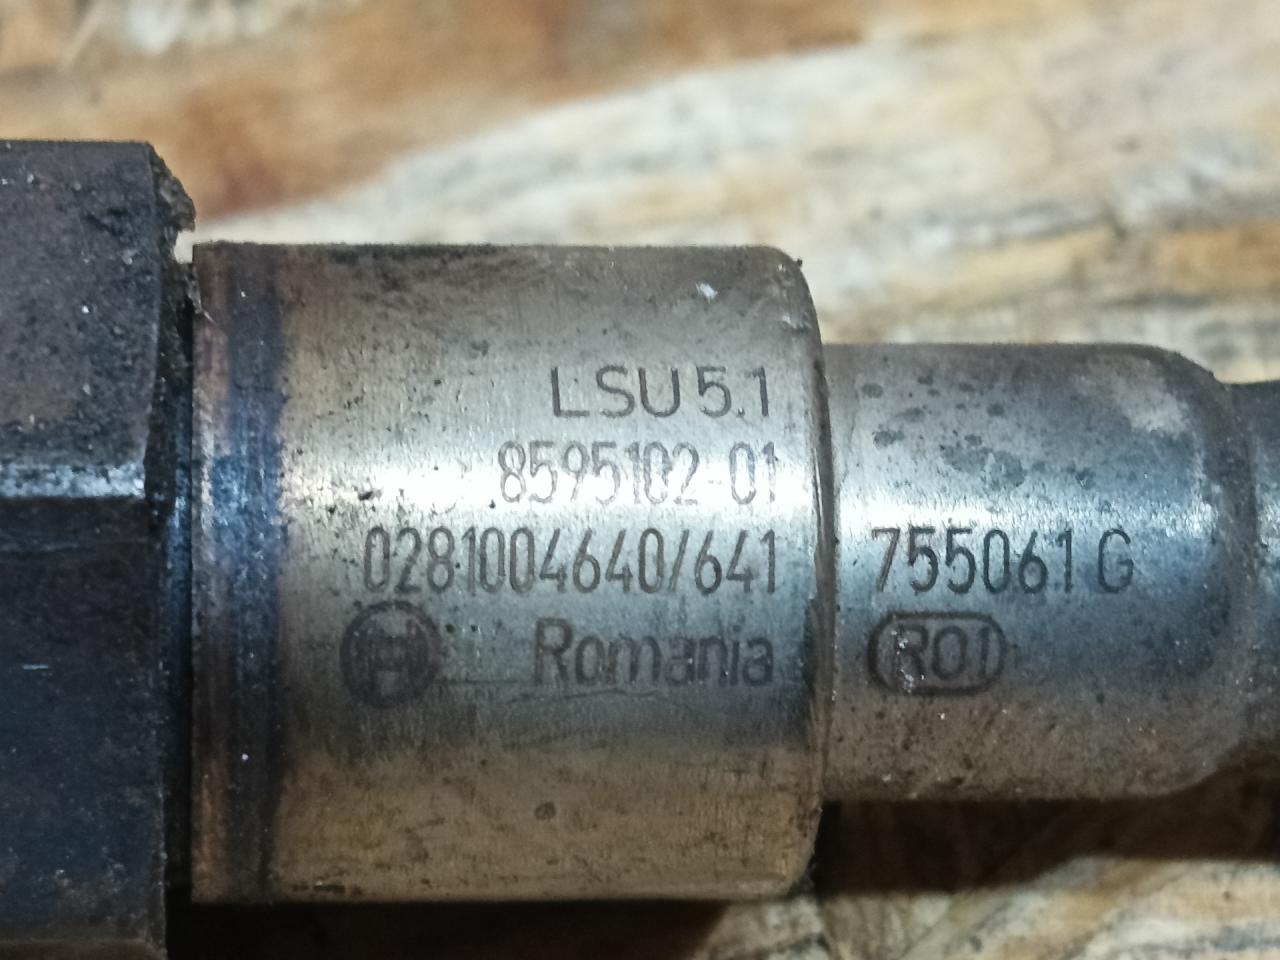 LSU 5.1
8595102-01
0281004640/641
Romania
755061 G
R01